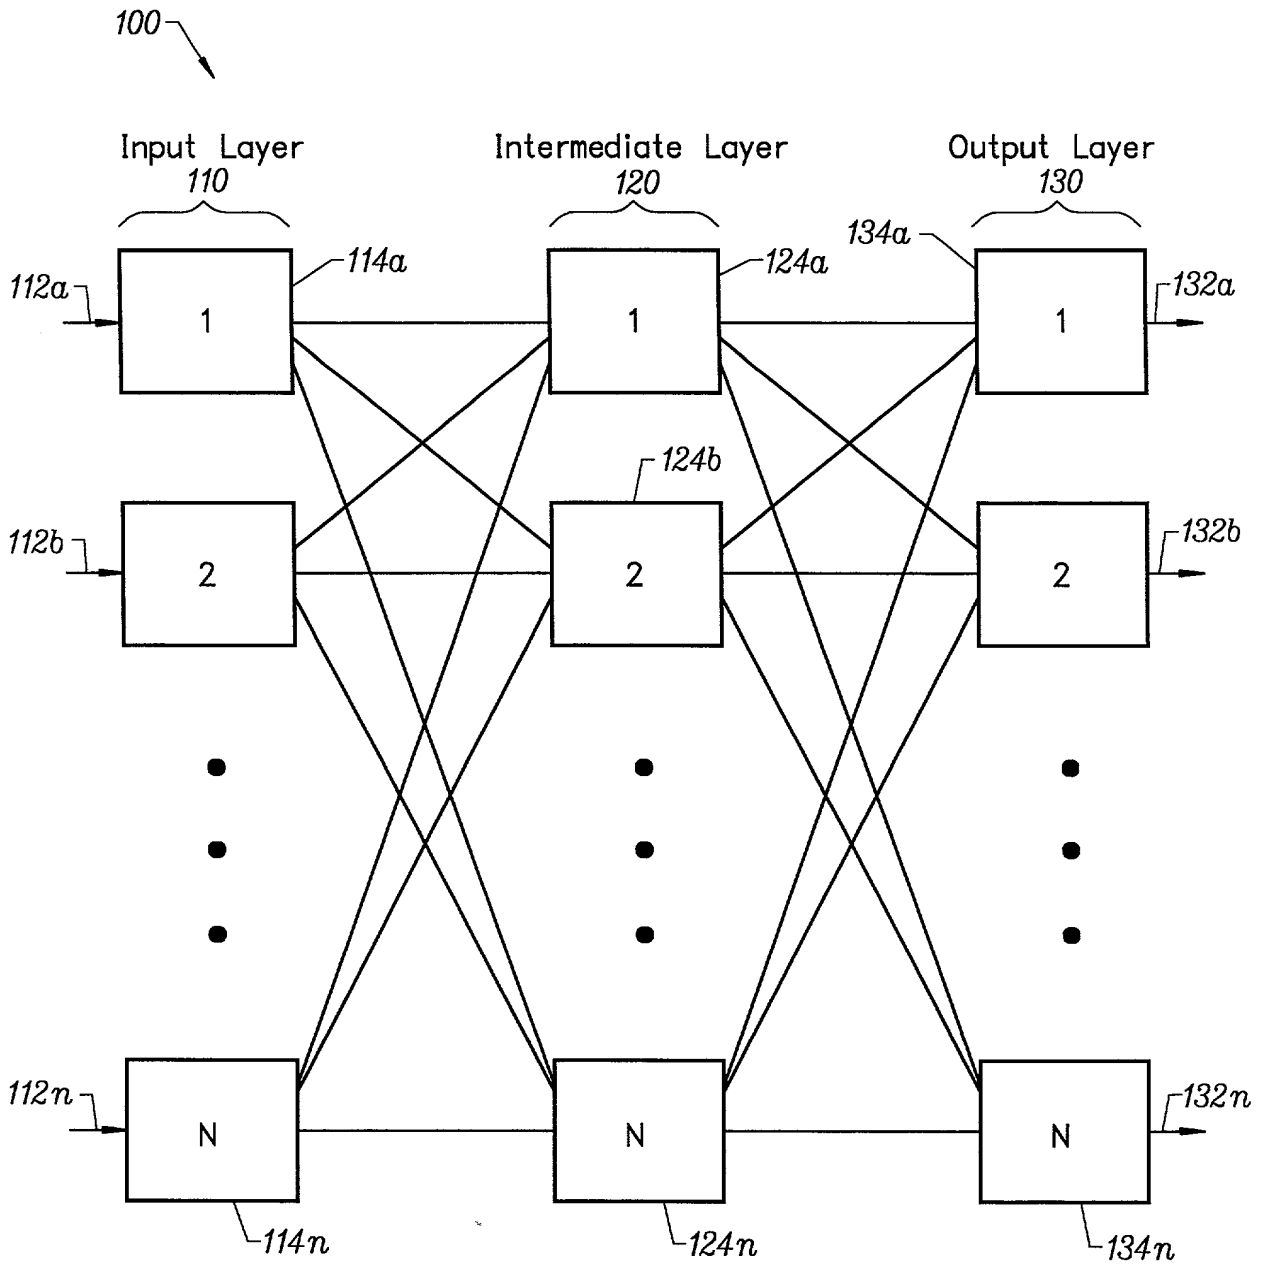 100
Input Layer
110
Intermediate Layer
120
Output Layer
130
112a
1
114a
1
124a
134a
1
132a
112b
2
124b
2
2
132b
112n
N
114n
N
124n
N
134n
132n